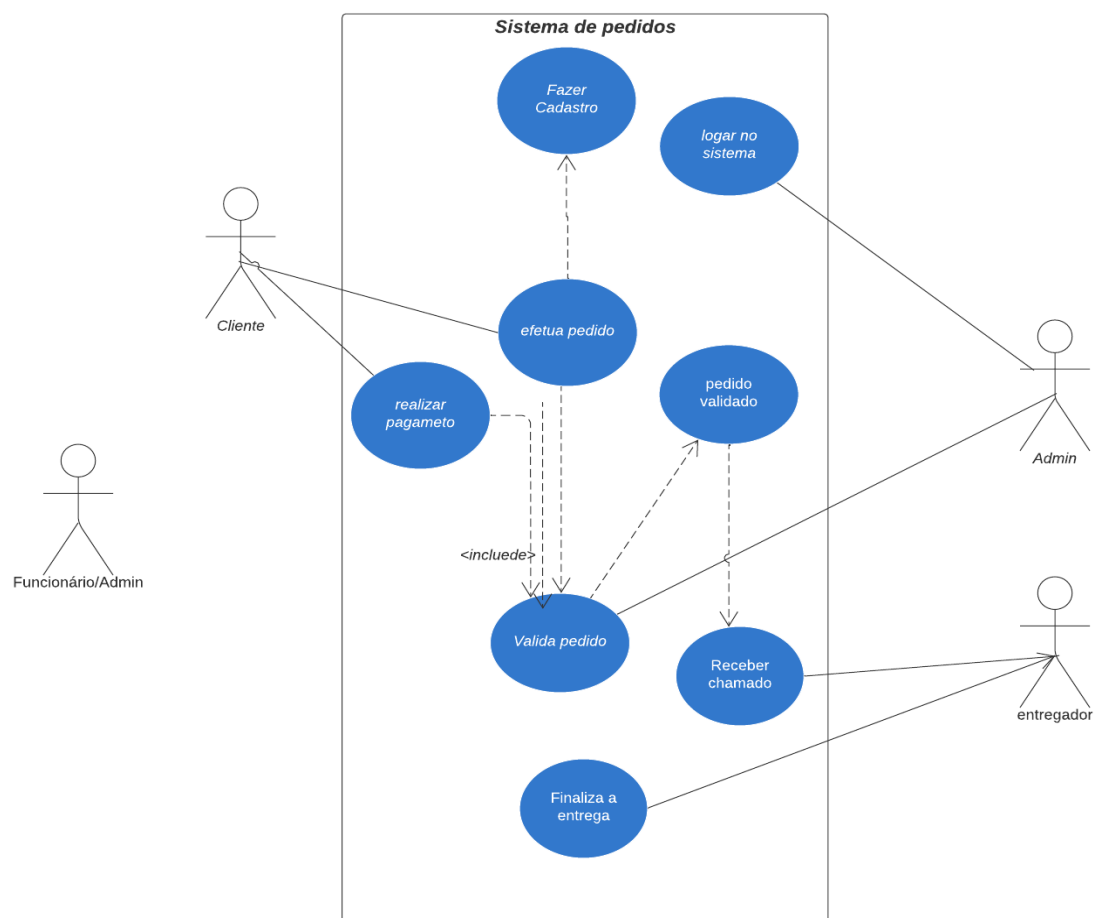 Sistema de pedidos
Fazer
Cadastro
logar no
sistema
Cliente
efetua pedido
pedido
validado
realizar
pagameto
Admin
Funcionário/Admin
<incluede>
Valida pedido
Receber
chamado
entregador
Finaliza a
entrega